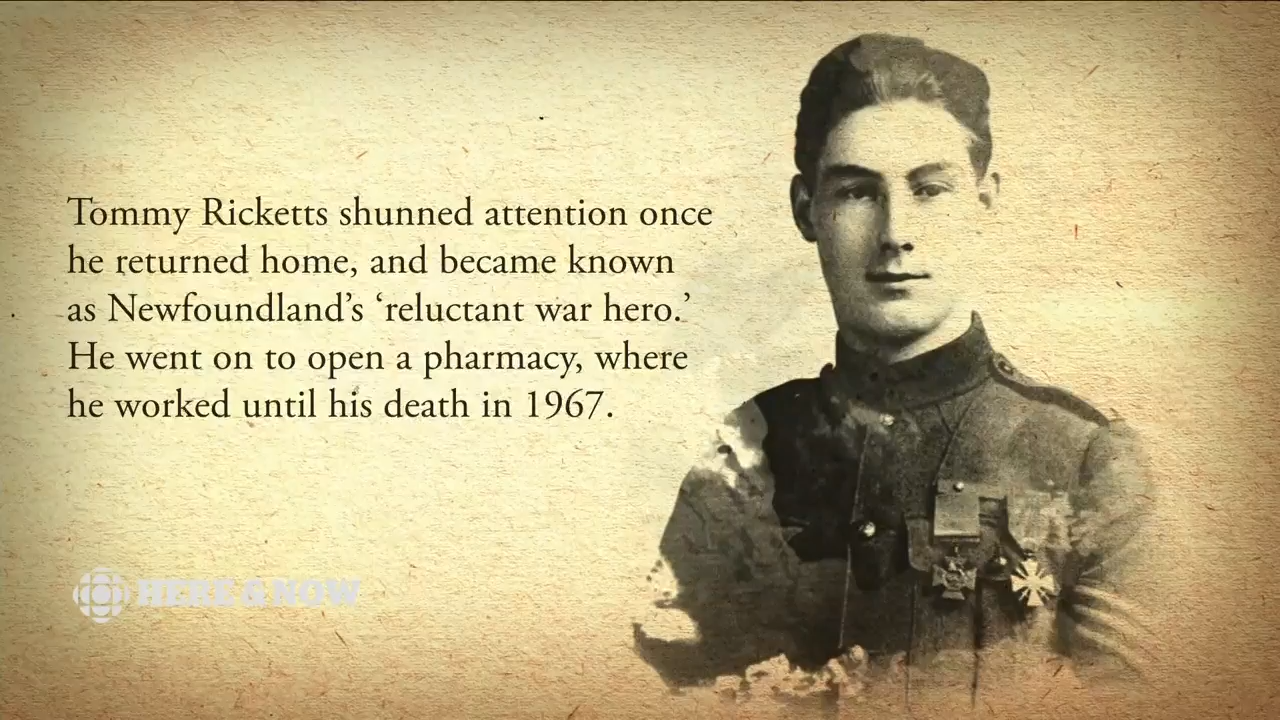 Tommy Ricketts shunned attention once
he returned home, and became known
as Newfoundland’s ‘reluctant war hero.’
He went on to open a pharmacy, where
he worked until his death in 1967.
HERE & NOW